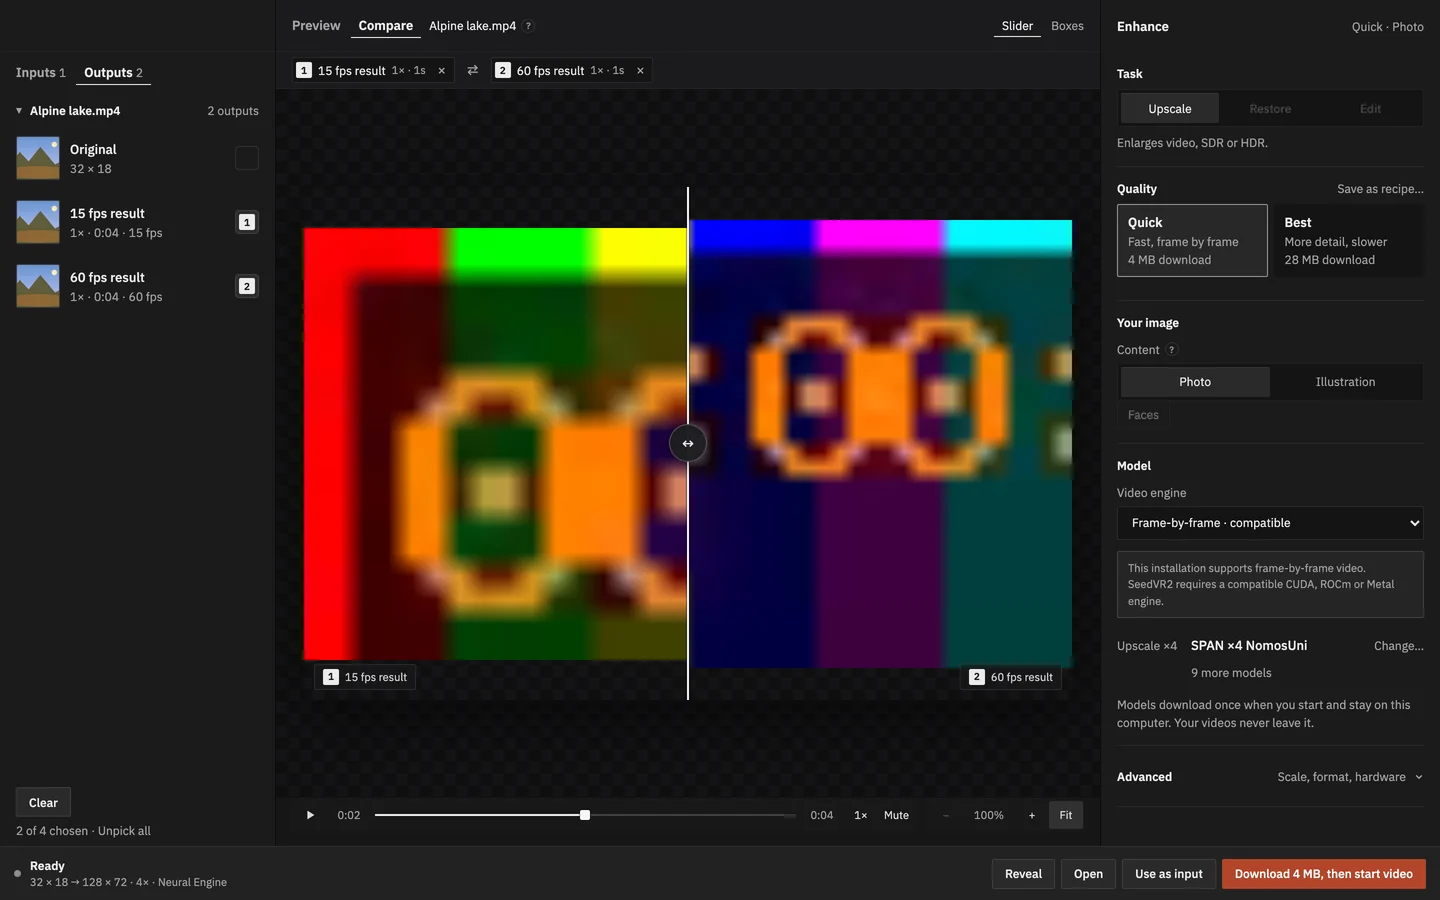 Preview Compare Alpine lake.mp4 ?
Slider Boxes
Enhance Quick · Photo
Inputs 1 Outputs 2
1 15 fps result 1× · 1s × ⇄ 2 60 fps result 1× · 1s ×
▼ Alpine lake.mp4 2 outputs
Original
32 × 18
15 fps result
1× · 0:04 · 15 fps
1
60 fps result
1× · 0:04 · 60 fps
2
Clear
2 of 4 chosen · Unpick all
1 15 fps result
2 60 fps result
0:02 0:04 1× Mute − 100% + Fit
Task
Upscale Restore Edit
Enlarges video, SDR or HDR.
Quality Save as recipe...
Quick
Fast, frame by frame
4 MB download
Best
More detail, slower
28 MB download
Your image
Content ?
Photo Illustration
Faces
Model
Video engine
Frame-by-frame · compatible
This installation supports frame-by-frame video.
SeedVR2 requires a compatible CUDA, ROCm or Metal
engine.
Upscale ×4 SPAN ×4 NomosUni Change...
9 more models
Models download once when you start and stay on this
computer. Your videos never leave it.
Advanced Scale, format, hardware
Ready
32 × 18 → 128 × 72 · 4× · Neural Engine
Reveal Open Use as input Download 4 MB, then start video